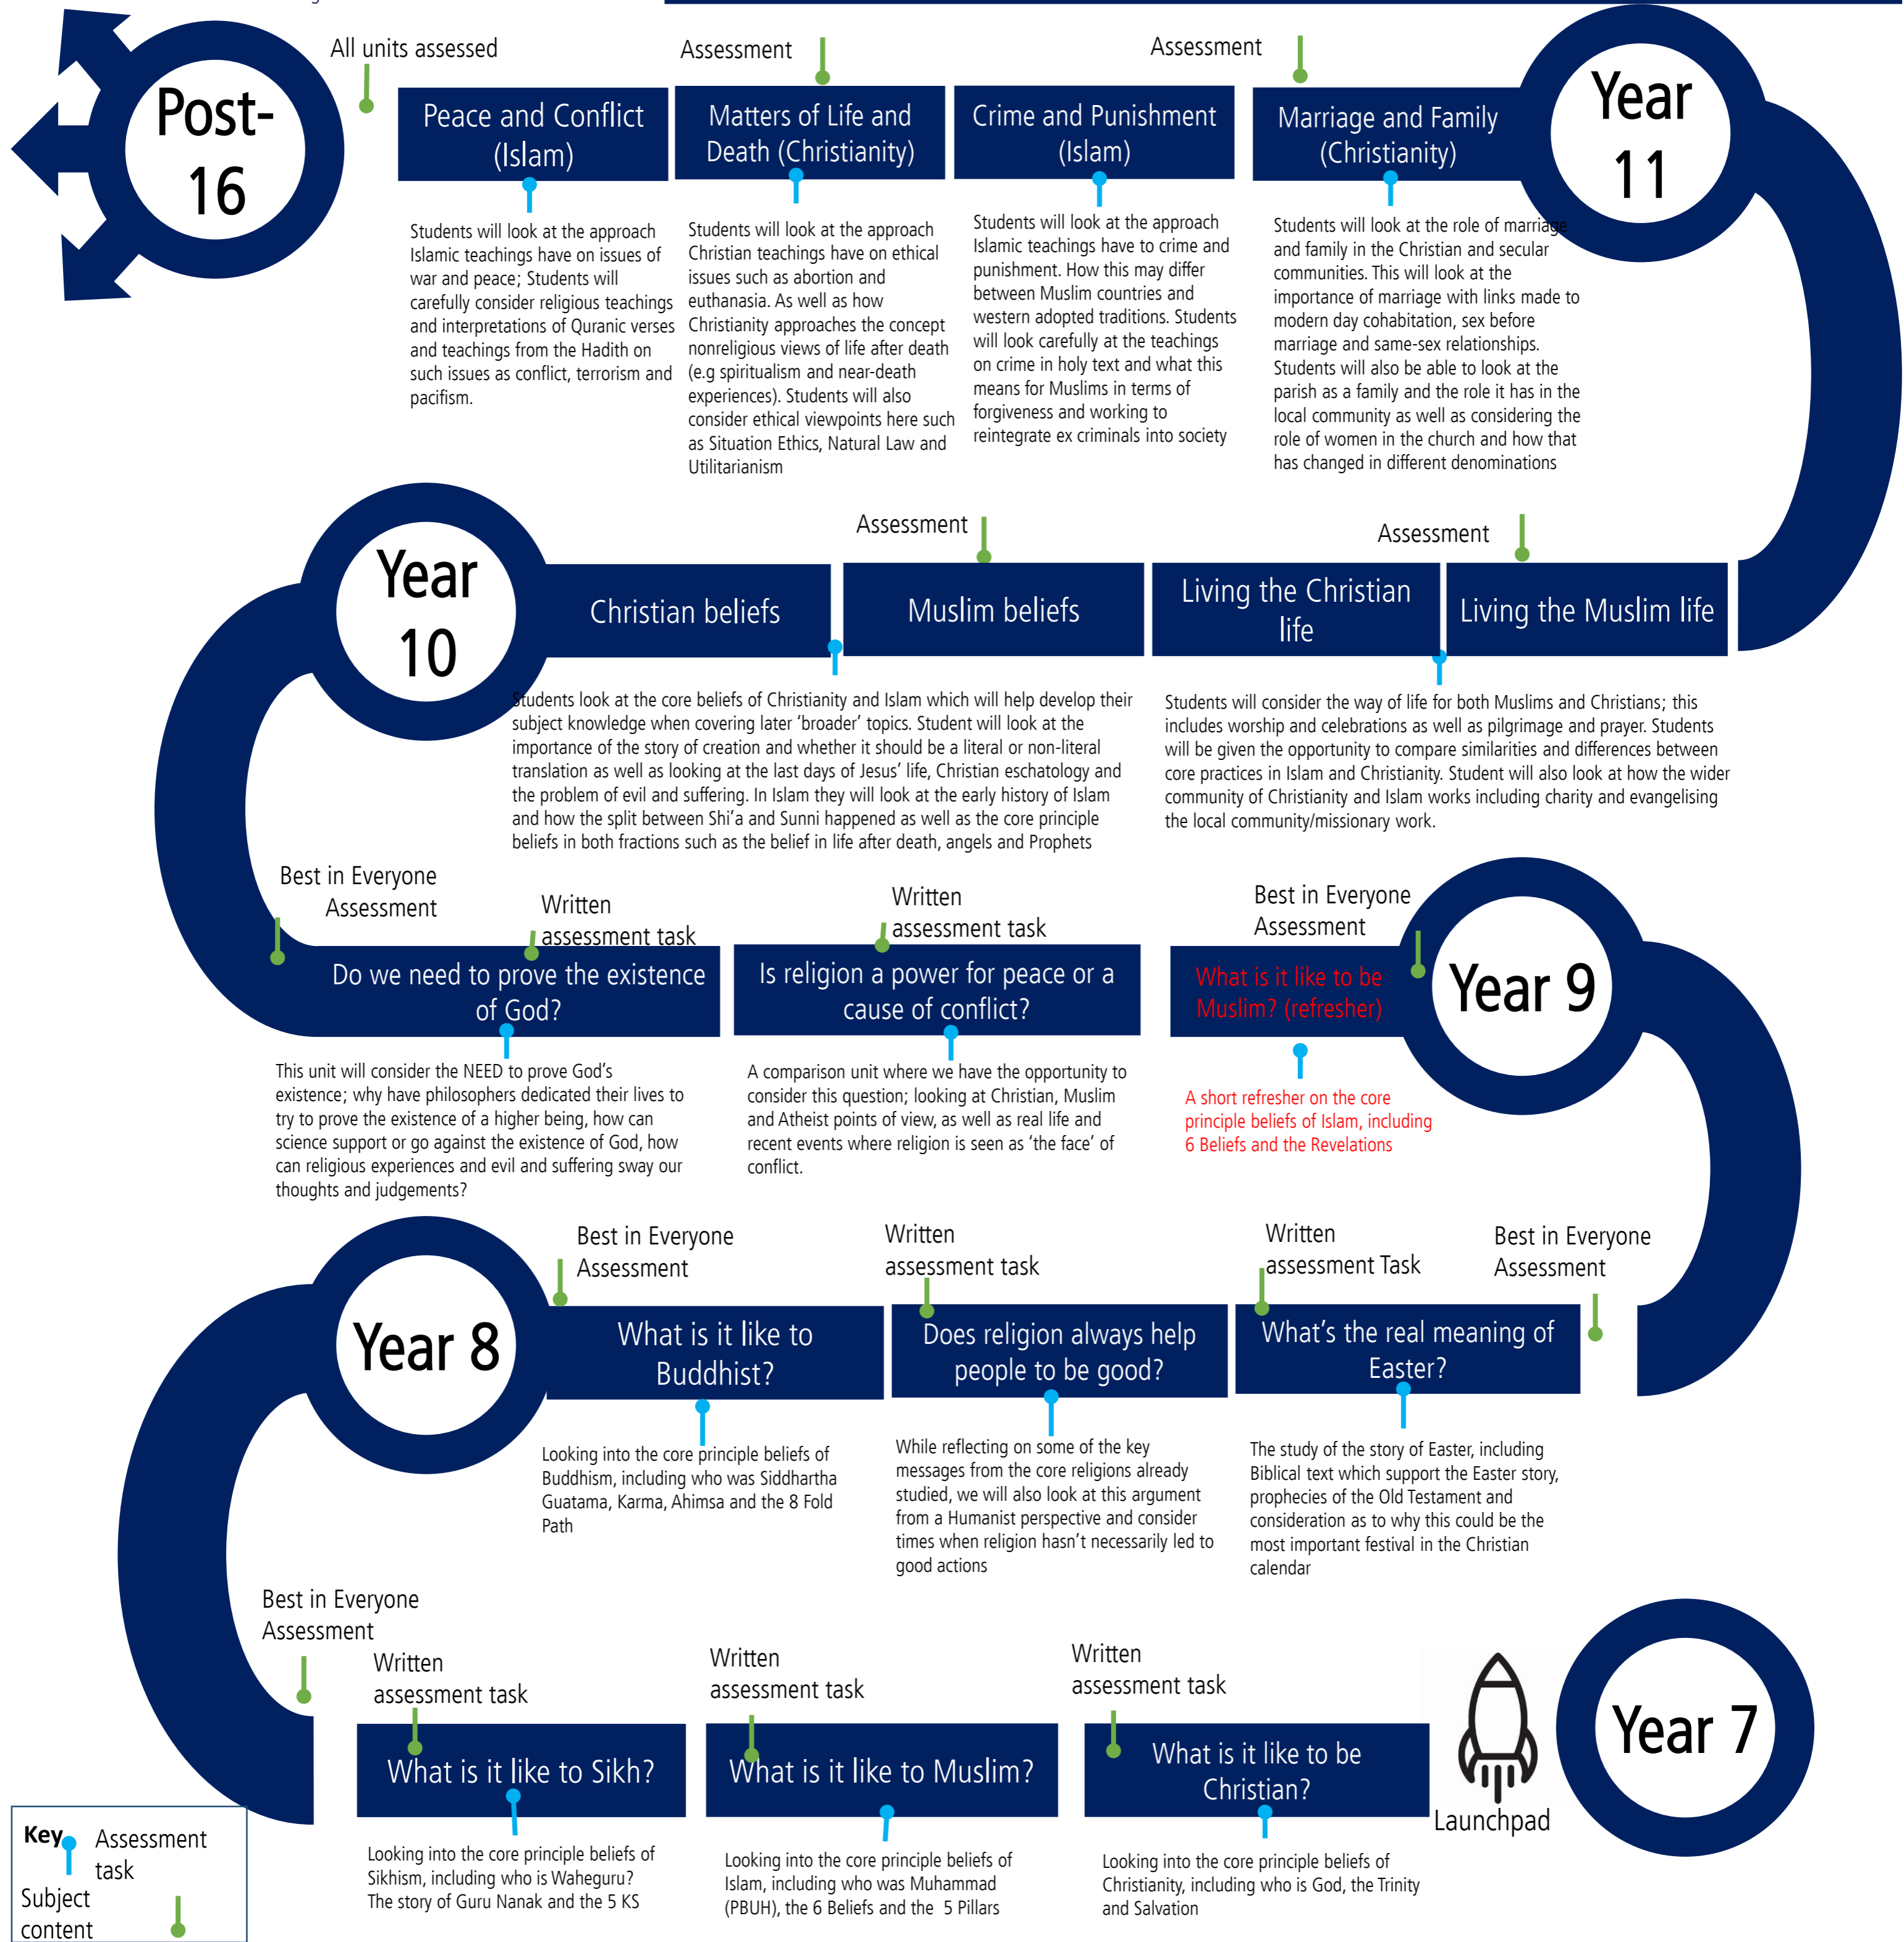 All units assessed
Assessment
Assessment
Post-
16
Peace and Conflict
(Islam)
Matters of Life and
Death (Christianity)
Crime and Punishment
(Islam)
Marriage and Family
(Christianity)
Year
11
Students will look at the approach
Islamic teachings have on issues of
war and peace; Students will
carefully consider religious teachings
and interpretations of Quranic verses
and teachings from the Hadith on
such issues as conflict, terrorism and
pacifism.
Students will look at the approach
Christian teachings have on ethical
issues such as abortion and
euthanasia. As well as how
Christianity approaches the concept
nonreligious views of life after death
(e.g spiritualism and near-death
experiences). Students will also
consider ethical viewpoints here such
as Situation Ethics, Natural Law and
Utilitarianism
Students will look at the approach
Islamic teachings have to crime and
punishment. How this may differ
between Muslim countries and
western adopted traditions. Students
will look carefully at the teachings
on crime in holy text and what this
means for Muslims in terms of
forgiveness and working to
reintegrate ex criminals into society
Students will look at the role of marriage
and family in the Christian and secular
communities. This will look at the
importance of marriage with links made to
modern day cohabitation, sex before
marriage and same-sex relationships.
Students will also be able to look at the
parish as a family and the role it has in the
local community as well as considering the
role of women in the church and how that
has changed in different denominations
Assessment
Assessment
Year
10
Christian beliefs
Muslim beliefs
Living the Christian
life
Living the Muslim life
Students look at the core beliefs of Christianity and Islam which will help develop their
subject knowledge when covering later ’broader’ topics. Student will look at the
importance of the story of creation and whether it should be a literal or non-literal
translation as well as looking at the last days of Jesus’ life, Christian eschatology and
the problem of evil and suffering. In Islam they will look at the early history of Islam
and how the split between Shi’a and Sunni happened as well as the core principle
beliefs in both fractions such as the belief in life after death, angels and Prophets
Students will consider the way of life for both Muslims and Christians; this
includes worship and celebrations as well as pilgrimage and prayer. Students
will be given the opportunity to compare similarities and differences between
core practices in Islam and Christianity. Student will also look at how the wider
community of Christianity and Islam works including charity and evangelising
the local community/missionary work.
Best in Everyone
Assessment
Written
assessment task
Written
assessment task
Best in Everyone
Assessment
Do we need to prove the existence
of God?
Is religion a power for peace or a
cause of conflict?
What is it like to be
Muslim? (refresher)
Year 9
This unit will consider the NEED to prove God’s
existence; why have philosophers dedicated their lives to
try to prove the existence of a higher being, how can
science support or go against the existence of God, how
can religious experiences and evil and suffering sway our
thoughts and judgements?
A comparison unit where we have the opportunity to
consider this question; looking at Christian, Muslim
and Atheist points of view, as well as real life and
recent events where religion is seen as ‘the face’ of
conflict.
A short refresher on the core
principle beliefs of Islam, including
6 Beliefs and the Revelations
Best in Everyone
Assessment
Written
assessment task
Written
assessment Task
Best in Everyone
Assessment
Year 8
What is it like to
Buddhist?
Does religion always help
people to be good?
What’s the real meaning of
Easter?
Looking into the core principle beliefs of
Buddhism, including who was Siddhartha
Guatama, Karma, Ahimsa and the 8 Fold
Path
While reflecting on some of the key
messages from the core religions already
studied, we will also look at this argument
from a Humanist perspective and consider
times when religion hasn’t necessarily led to
good actions
The study of the story of Easter, including
Biblical text which support the Easter story,
prophecies of the Old Testament and
consideration as to why this could be the
most important festival in the Christian
calendar
Best in Everyone
Assessment
Written
assessment task
Written
assessment task
Written
assessment task
What is it like to Sikh?
What is it like to Muslim?
What is it like to be
Christian?
Launchpad
Year 7
Looking into the core principle beliefs of
Sikhism, including who is Waheguru?
The story of Guru Nanak and the 5 KS
Looking into the core principle beliefs of
Islam, including who was Muhammad
(PBUH), the 6 Beliefs and the 5 Pillars
Looking into the core principle beliefs of
Christianity, including who is God, the Trinity
and Salvation
Key
Assessment
task
Subject
content